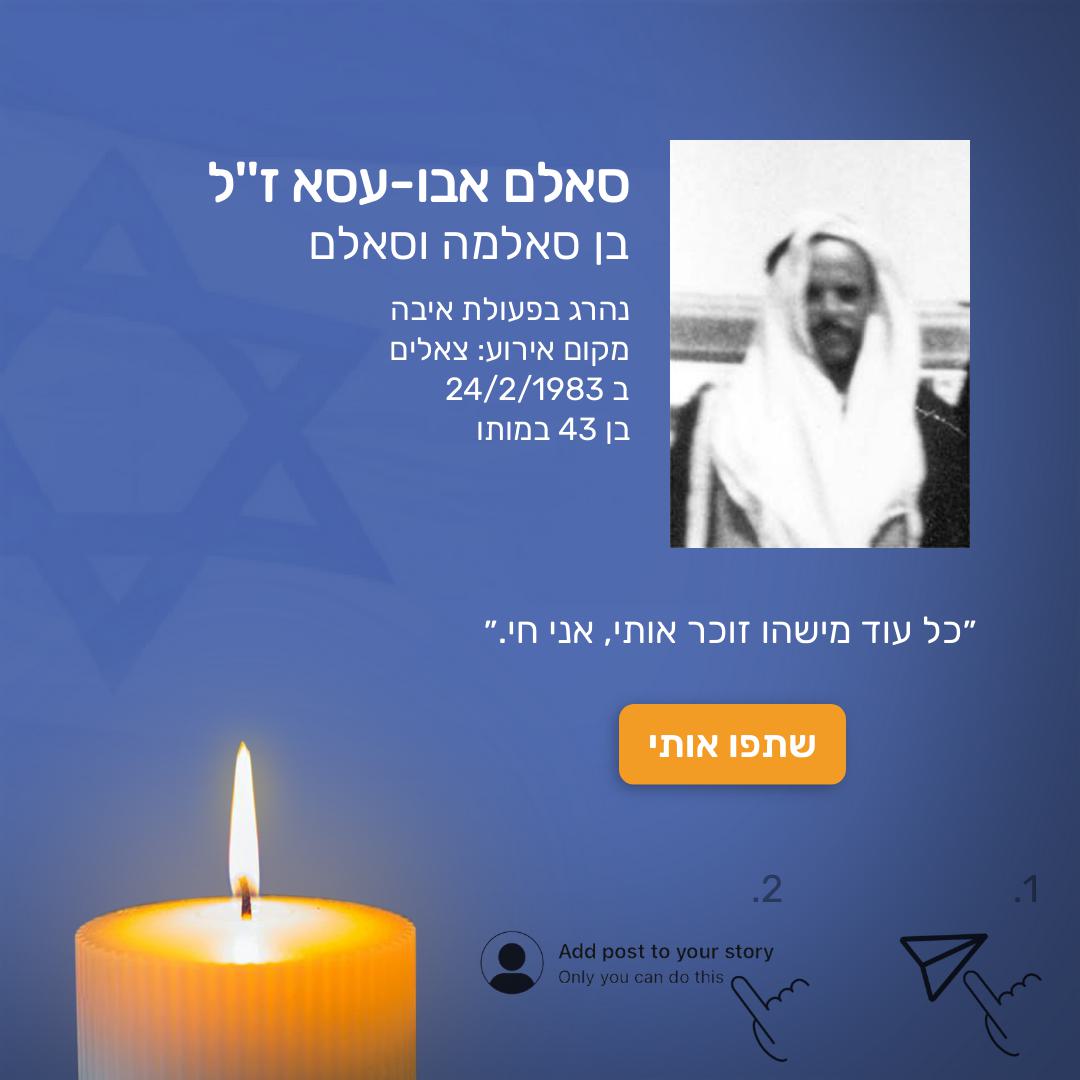 סאלם אבו-עסא ז"ל
בן סאלמה וסאלם
נהרג בפעולת איבה
מקום אירוע: צאלים
ב 24/2/1983
בן 43 במותו
"כל עוד מישהו זוכר אותי, אני חי."
שתפו אותי
1.
2.
Add post to your story
Only you can do this